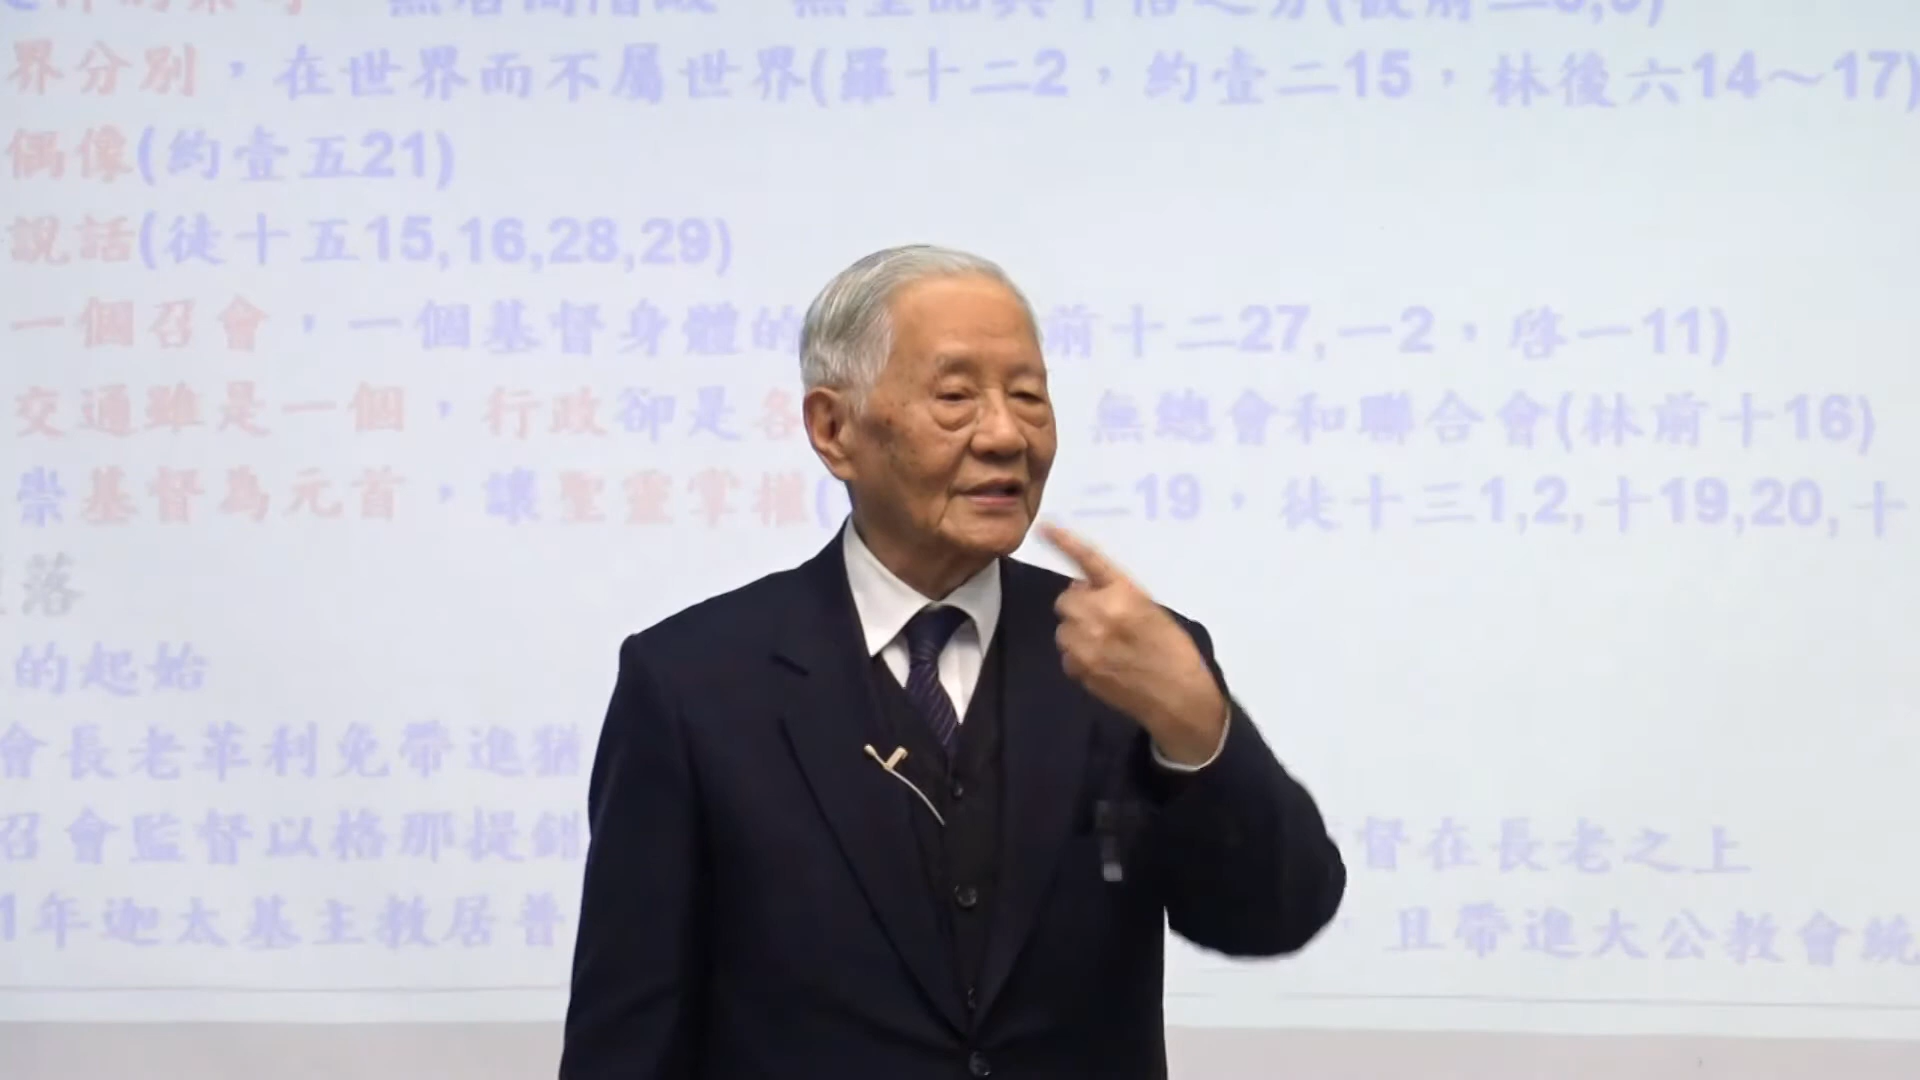 界分別，在世界而不屬世界(羅十二2，約壹二15，林後六14～17)
偶像(約壹五21)
說話(徒十五15,16,28,29)
一個召會，一個基督身體的 前十二27,一2，啓一11)
交通雖是一個，行政卻是各 無總會和聯合會(林前十16)
崇基督為元首，讓聖靈掌權( 二19，徒十三1,2,十19,20,十
落
的起始
會長老革利免帶進猶
召會監督以格那提 督在長老之上
1年迦太基主教居普 ，且帶進大公教會統